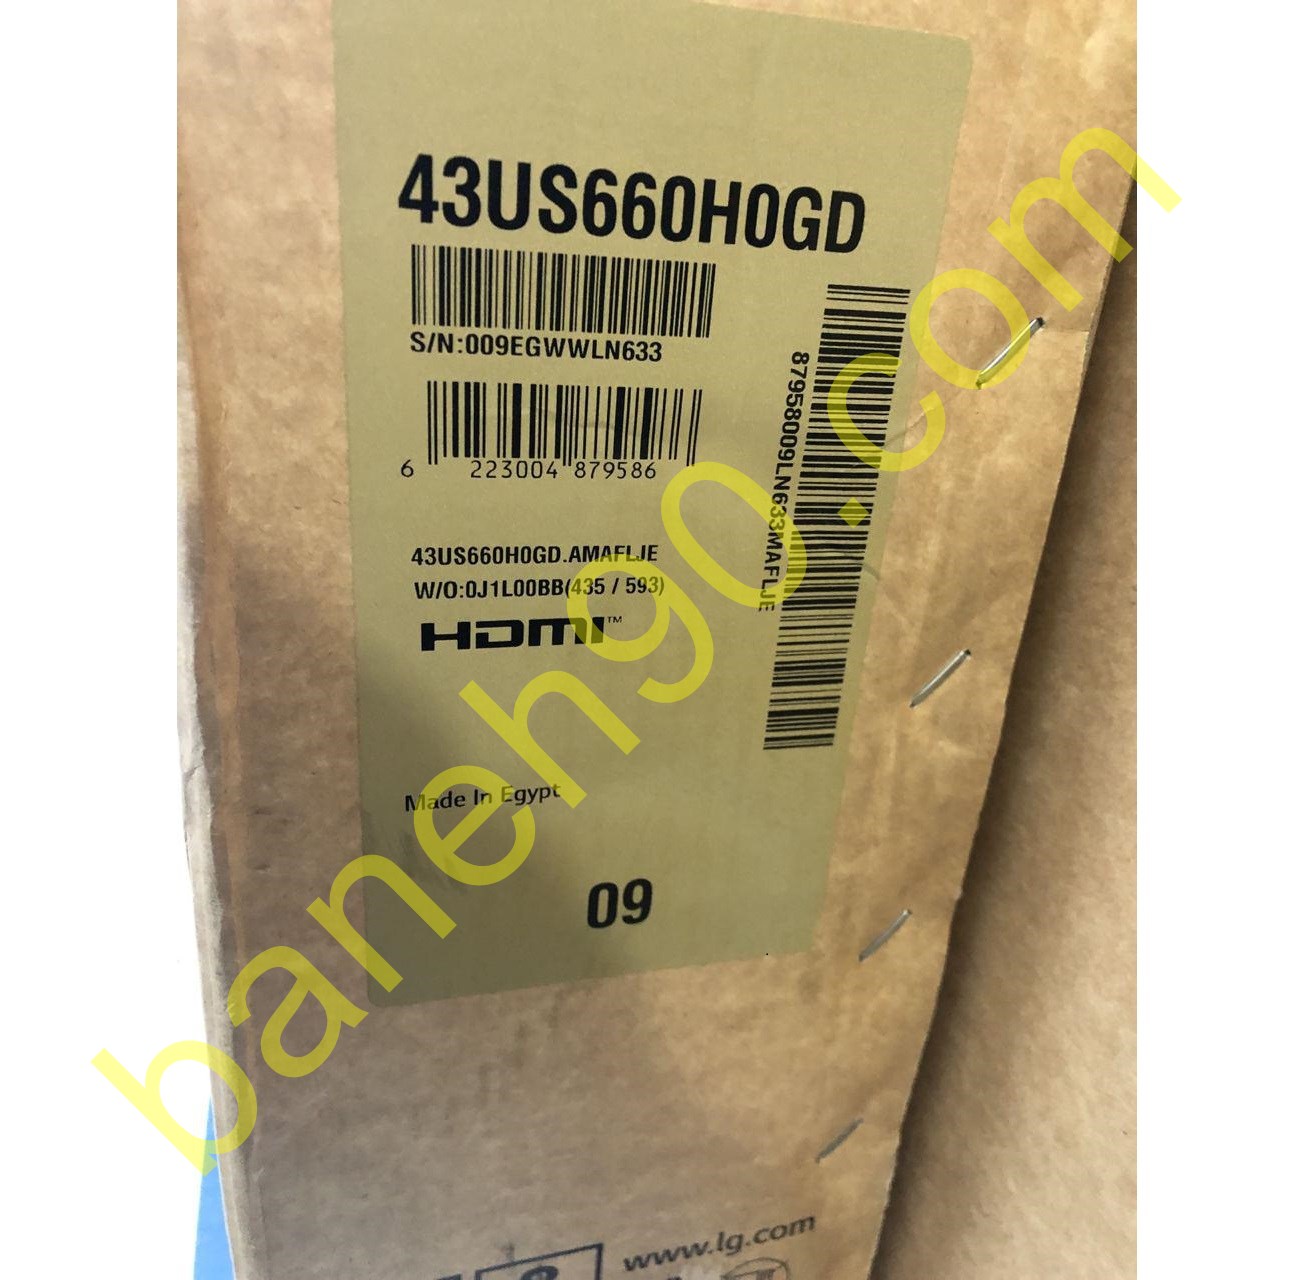 43US660H0GD
S/N:009EGWWLN633
6 223004 879586
87958009LN633MAFLJE
43US660H0GD.AMAFLJE
W/O:0J1L00BB(435 / 593)
HDMI™
Made In Egypt
09
www.lg.com
baneh90.com